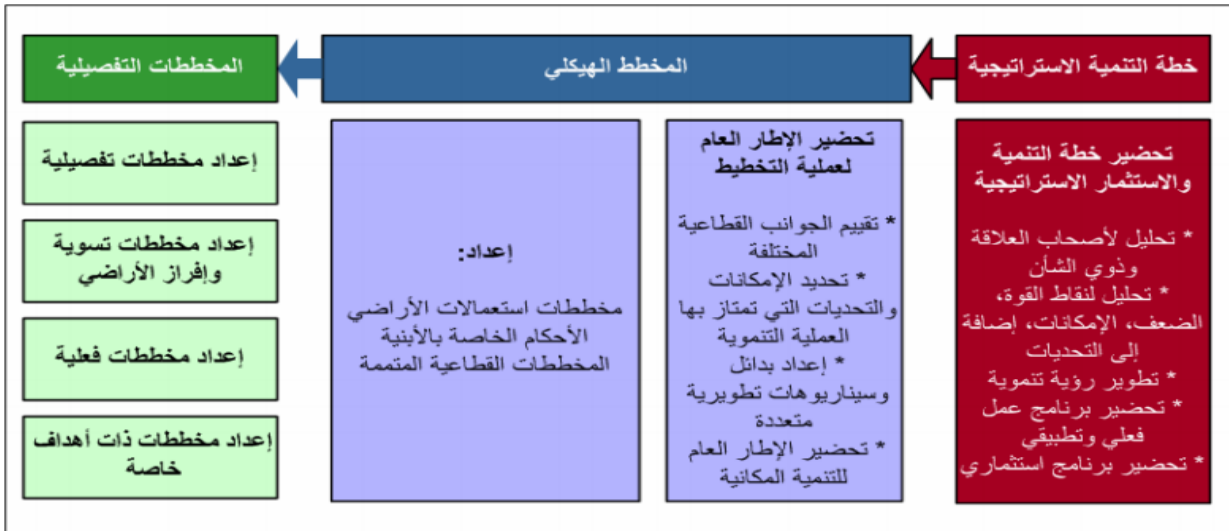 خطة التنمية الاستراتيجية
المخطط الهيكلي
المخططات التفصيلية
تحضير خطة التنمية
والاستثمار الاستراتيجية
* تحليل لأصحاب العلاقة
وذوي الشأن
* تحليل لنقاط القوة،
الضعف، الإمكانات، إضافة
إلى التحديات
* تطوير رؤية تنموية
* تحضير برنامج عمل
فعلي وتطبيقي
* تحضير برنامج استثماري
تحضير الإطار العام
لعملية التخطيط
* تقييم الجوانب القطاعية
المختلفة
* تحديد الإمكانات
والتحديات التي تمتاز بها
العملية التنموية
* إعداد بدائل
وسيناريوهات تطويرية
متعددة
* تحضير الإطار العام
للتنمية المكانية
إعداد:
مخططات استعمالات الأراضي
الأحكام الخاصة بالأبنية
المخططات القطاعية المتممة
إعداد مخططات تفصيلية
إعداد مخططات تسوية
وإفراز الأراضي
إعداد مخططات فعلية
إعداد مخططات ذات أهداف
خاصة